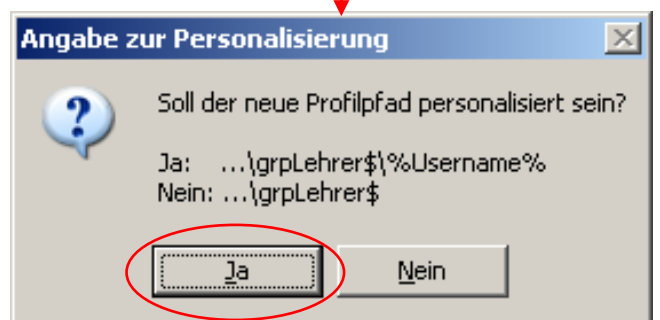 Angabe zur Personalisierung
Soll der neue Profilpfad personalisiert sein?
Ja: ...\grpLehrer$\%Username%
Nein: ...\grpLehrer$
Ja
Nein